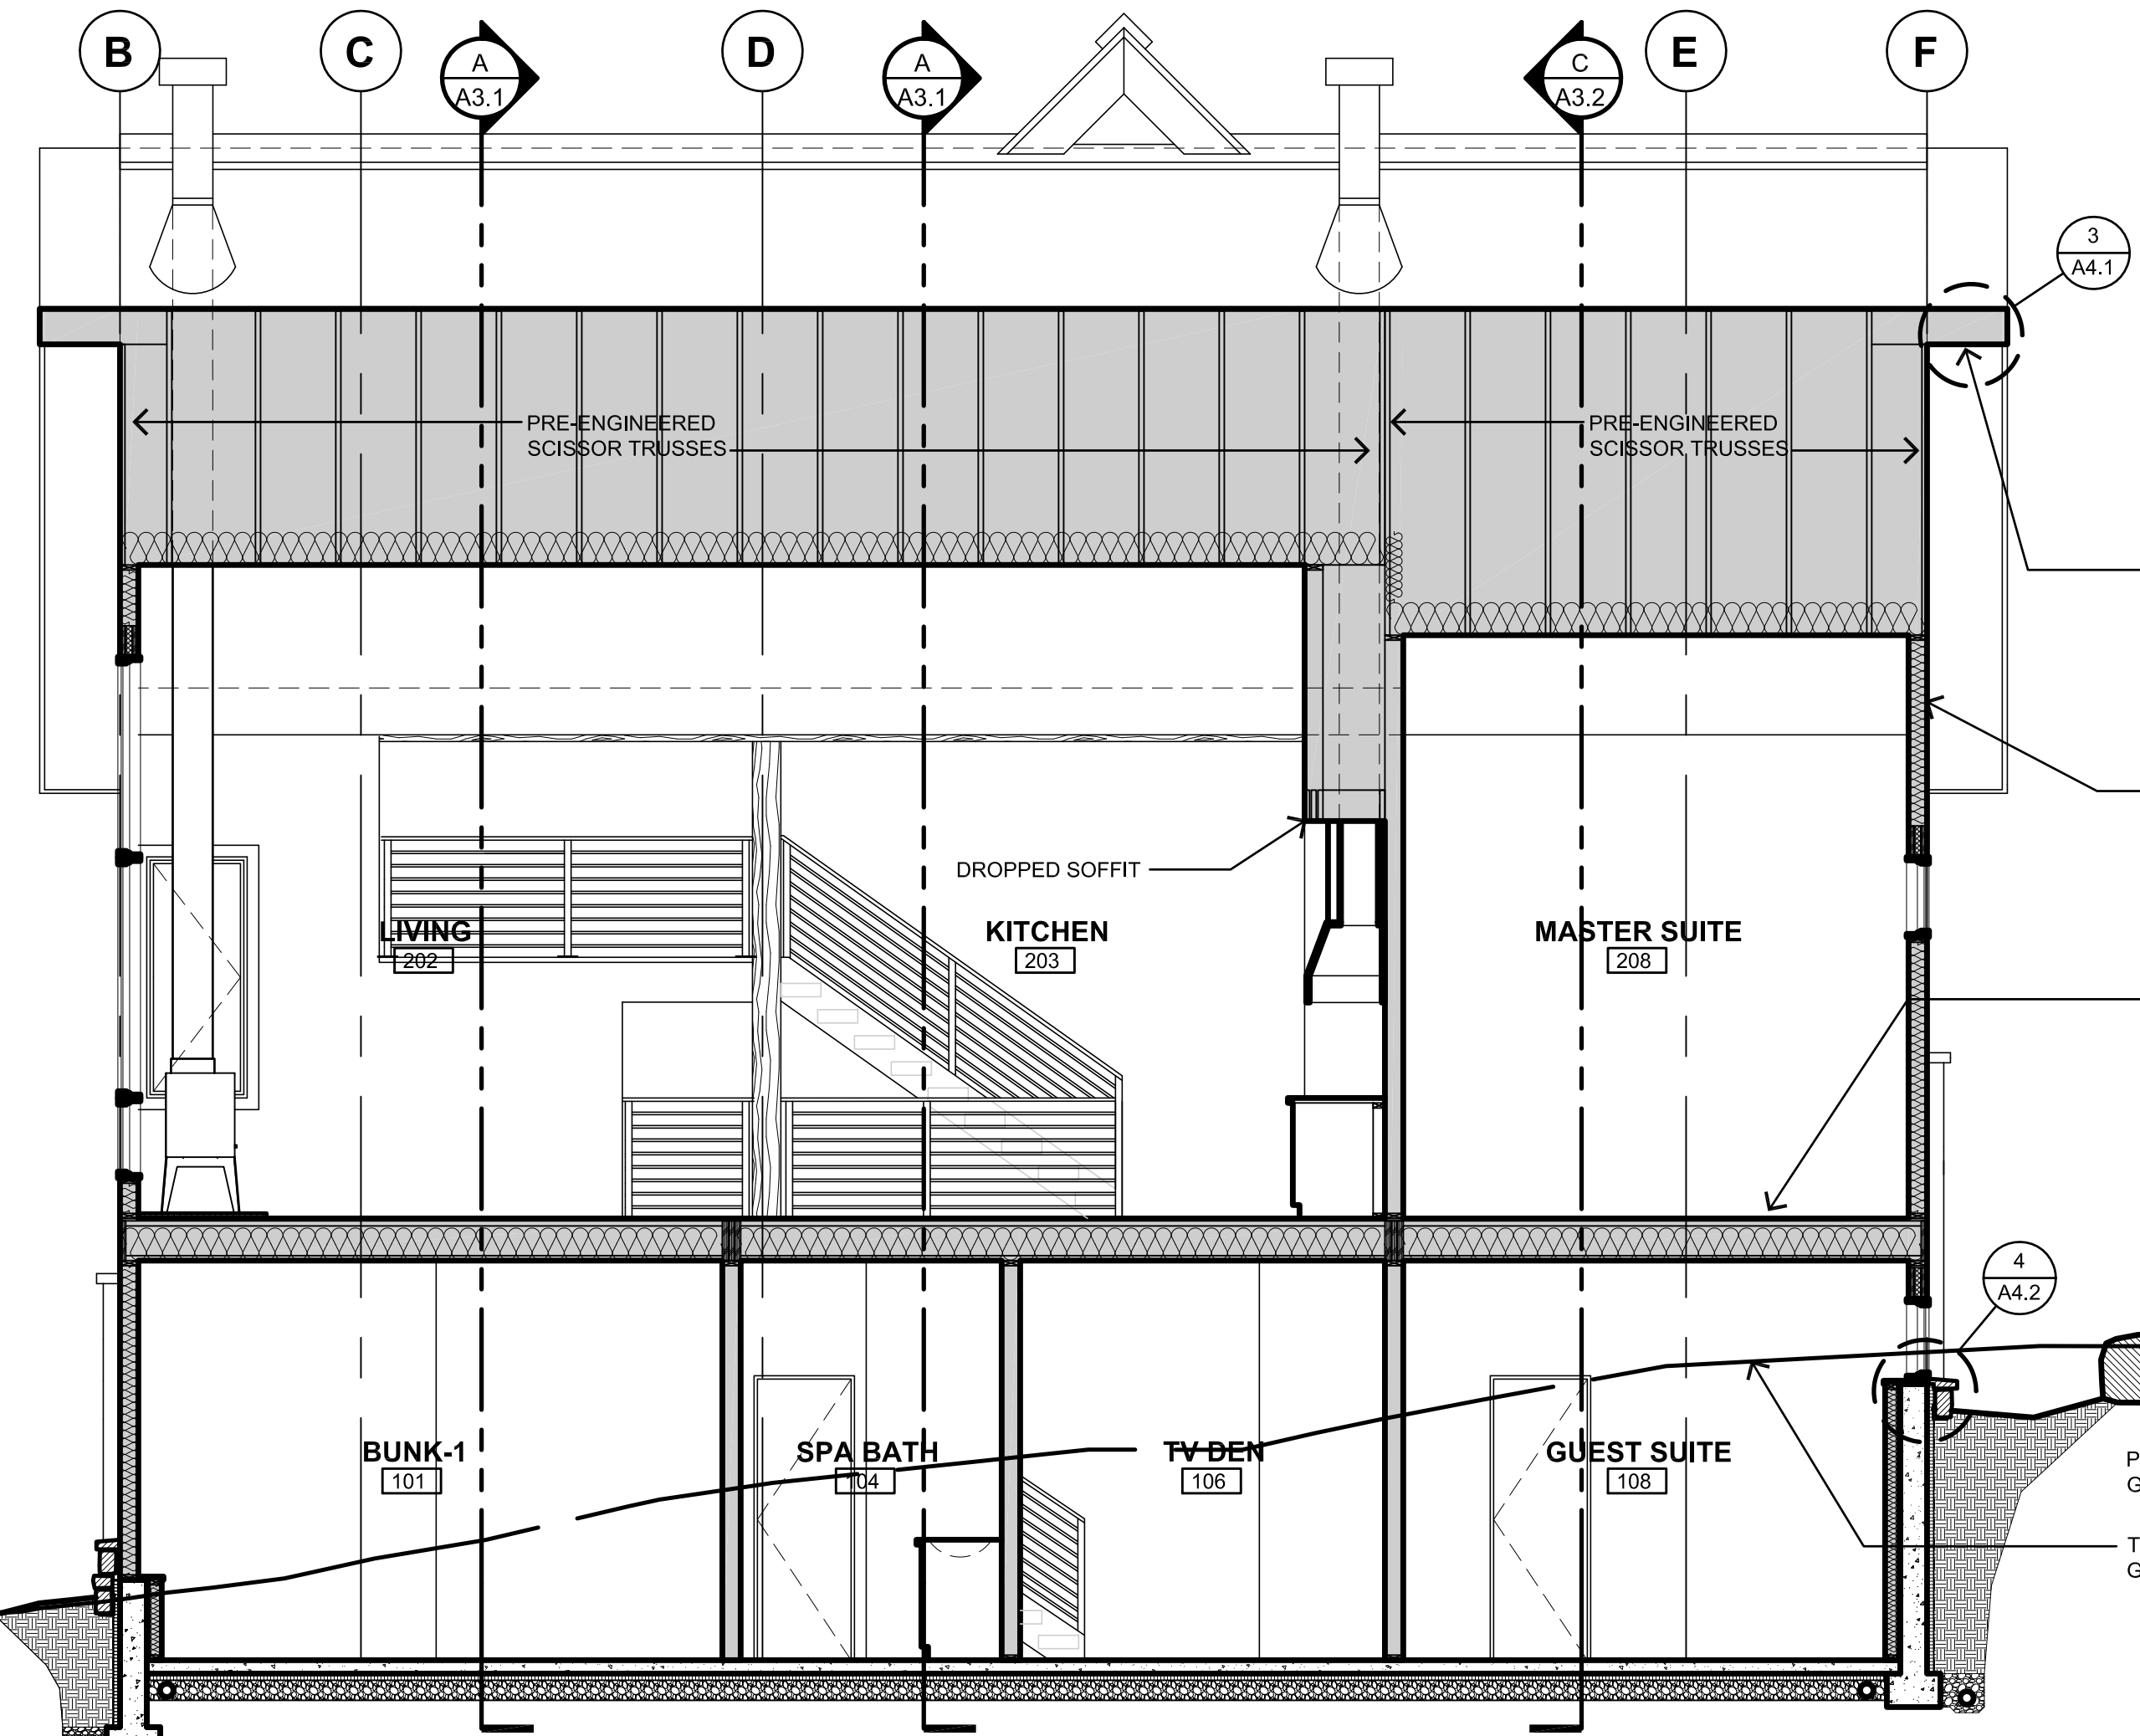 B
C
A
A3.1
D
A
A3.1
C
A3.2
E
F
3
A4.1
PRE-ENGINEERED
SCISSOR TRUSSES
PRE-ENGINEERED
SCISSOR TRUSSES
DROPPED SOFFIT
LIVING
202
KITCHEN
203
MASTER SUITE
208
4
A4.2
BUNK-1
101
SPA BATH
104
TV DEN
106
GUEST SUITE
108
P
G
T
G